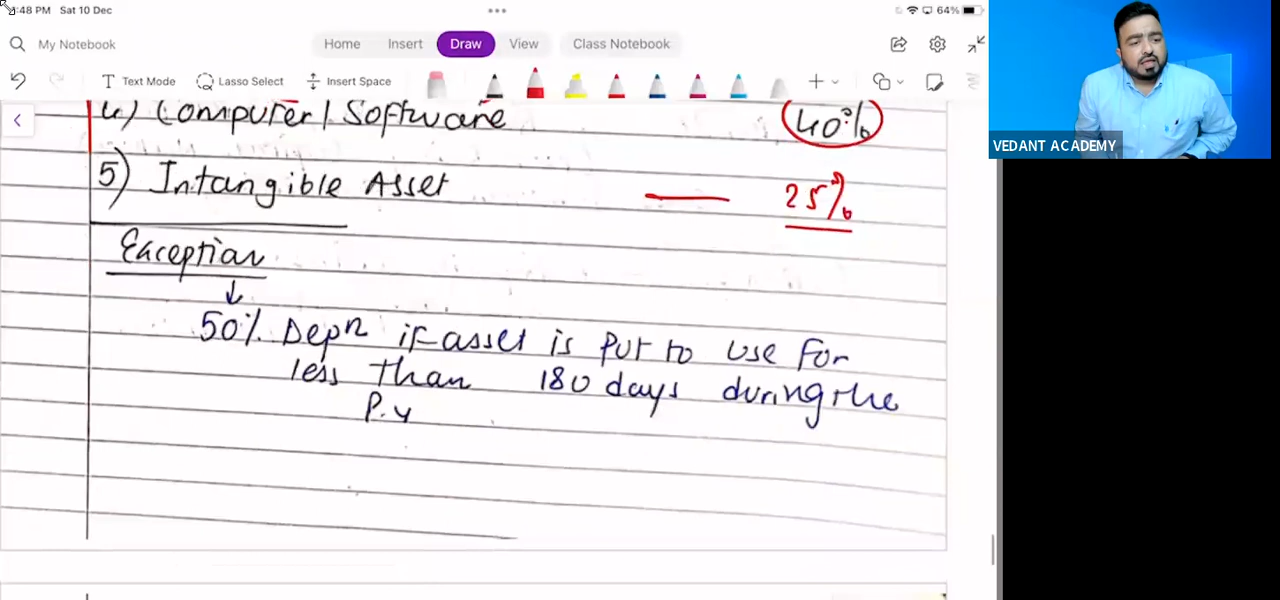 :48 PM Sat 10 Dec
64%
My Notebook
Home Insert Draw View Class Notebook
Text Mode Lasso Select Insert Space
4) Computer/Software 40%
5) Intangible Asset — 25%
Exception
↓
50% Depn if asset is put to use for
less than 180 days during the
P.y
VEDANT ACADEMY